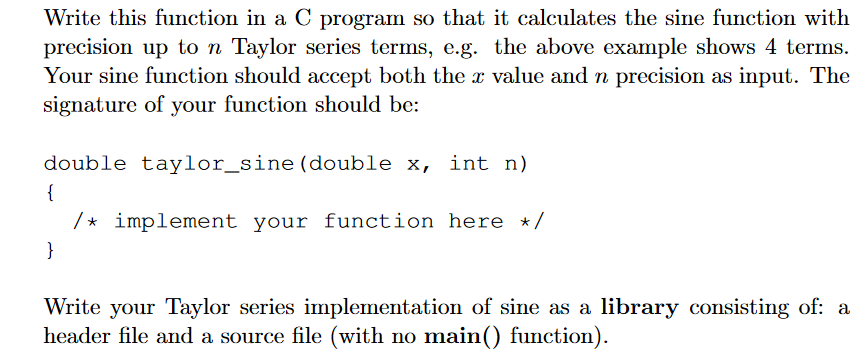 Write this function in a C program so that it calculates the sine function with
precision up to n Taylor series terms, e.g. the above example shows 4 terms.
Your sine function should accept both the x value and n precision as input. The
signature of your function should be:
double taylor_sine(double x, int n)
{
/* implement your function here */
}
Write your Taylor series implementation of sine as a library consisting of: a
header file and a source file (with no main() function).